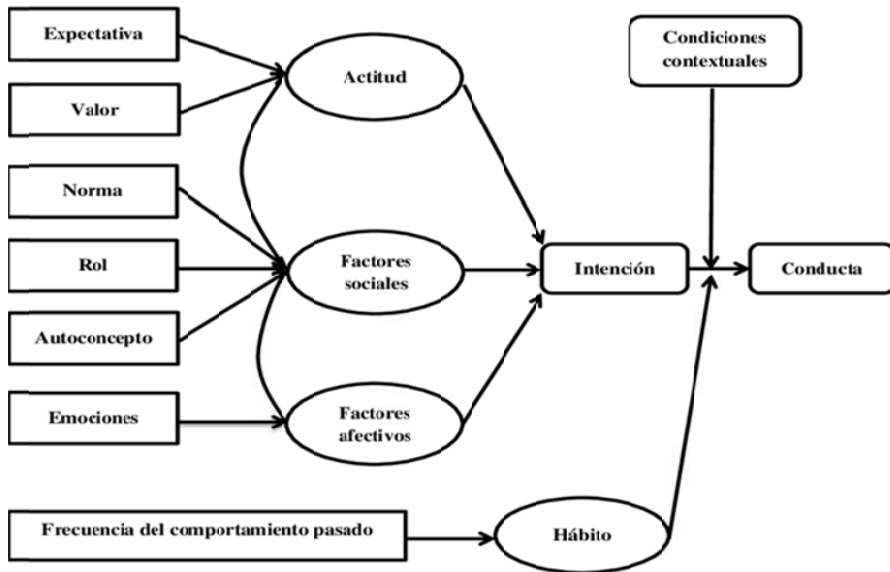 Expectativa
Valor
Norma
Rol
Autoconcepto
Emociones
Frecuencia del comportamiento pasado
Actitud
Factores
sociales
Factores
afectivos
Hábito
Condiciones
contextuales
Intención
Conducta